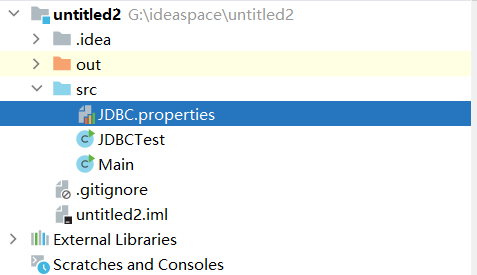 untitled2 G:\ideaspace\untitled2
.idea
out
src
JDBC.properties
JDBCTest
Main
.gitignore
untitled2.iml
External Libraries
Scratches and Consoles